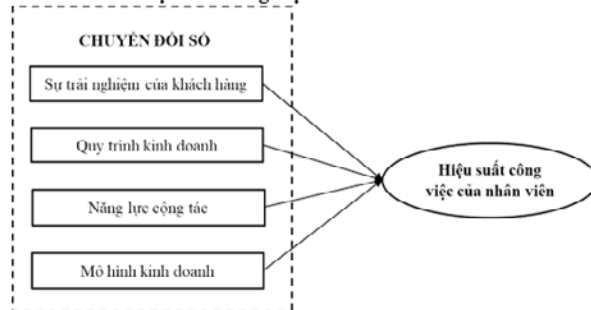 CHUYỂN ĐỔI SỐ
Sự trải nghiệm của khách hàng
Quy trình kinh doanh
Năng lực cộng tác
Mô hình kinh doanh
Hiệu suất công
việc của nhân viên